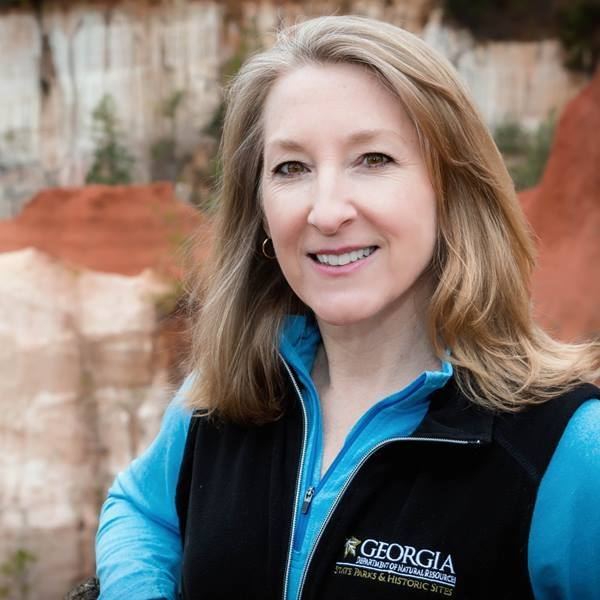 GEORGIA
DEPARTMENT OF NATURAL RESOURCES
STATE PARKS & HISTORIC SITES